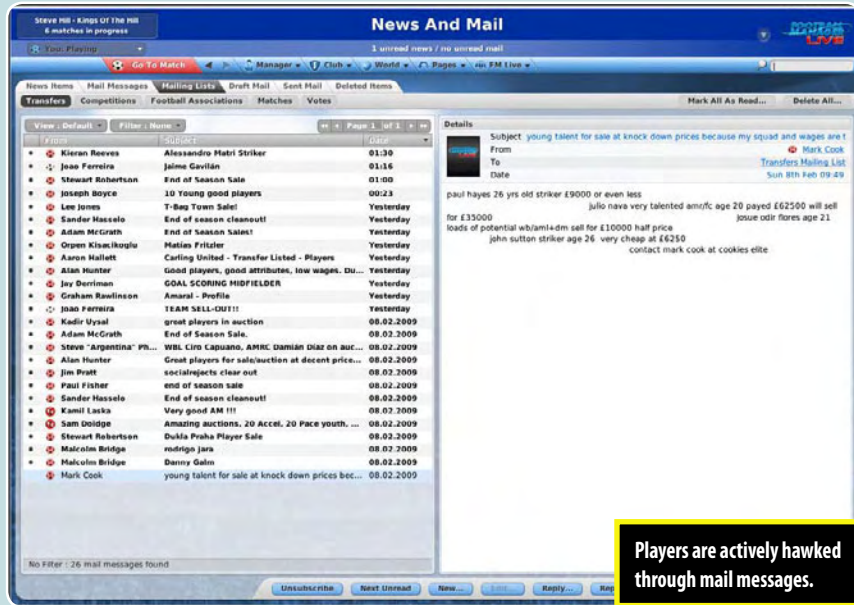 Steve Hill - Kings Of The Hill
6 matches in progress
News And Mail
FOOTBALL MANAGER LIVE
Your Playing
1 unread news / no unread mail
Go To Match Manager Club World Pages FM Live
News Items Mail Messages Mailing Lists Draft Mail Sent Mail Deleted Items
Transfers Competitions Football Associations Matches Votes Mark All As Read... Delete All...
View : Default Filter : None Page 1 of 1
From Subject Date
Kieran Reeves Alessandro Matri Striker 01:30
Joao Ferreira Jaime Gavilán 01:16
Stewart Robertson End of Season Sale 01:00
Joseph Boyce 10 Young good players 00:23
Lee Jones T-Bag Town Sale! Yesterday
Sander Hasselo End of season cleanout! Yesterday
Adam McGrath End of Season Sales! Yesterday
Orpen Kisacikoglu Matías Fritzler Yesterday
Aaron Hallett Carling United - Transfer Listed - Players Yesterday
Alan Hunter Good players, good attributes, low wages. Du... Yesterday
Jay Derriman GOAL SCORING MIDFIELDER Yesterday
Graham Rawlinson Amaral - Profile Yesterday
Joao Ferreira TEAM SELL-OUT!! Yesterday
Kadir Uysal great players in auction 08.02.2009
Adam McGrath End of Season Sale. 08.02.2009
Steve "Argentina" Ph... WBL Ciro Capuano, AMRC Damián Díaz on auc... 08.02.2009
Alan Hunter Great players for sale/auction at decent price... 08.02.2009
Jim Pratt socialrejects clear out 08.02.2009
Paul Fisher end of season sale 08.02.2009
Sander Hasselo End of season cleanout! 08.02.2009
Kamil Laska Very good AM !!! 08.02.2009
Sam Doidge Amazing auctions, 20 Accel, 20 Pace youth, ... 08.02.2009
Stewart Robertson Dukla Praha Player Sale 08.02.2009
Malcolm Bridge rodrigo jara 08.02.2009
Malcolm Bridge Danny Galm 08.02.2009
Mark Cook young talent for sale at knock down prices bec... 08.02.2009
No Filter : 26 mail messages found
Details
Subject young talent for sale at knock down prices because my squad and wages are t
From Mark Cook
To Transfers Mailing List
Date Sun 8th Feb 09:49
paul hayes 26 yrs old striker £9000 or even less
julio nava very talented amr/fc age 20 payed £62500 will sell
for £35000 josue odir flores age 21
loads of potential wb/aml+dm sell for £10000 half price
john sutton striker age 26 very cheap at £6250
contact mark cook at cookies elite
Unsubscribe Next Unread New... Edit... Reply... Rep
Players are actively hawked
through mail messages.